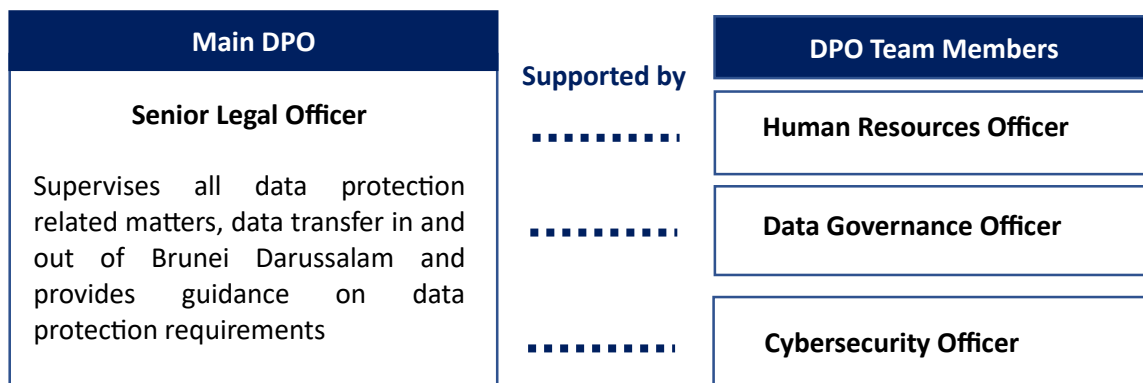 Main DPO
Senior Legal Officer
Supervises all data protection
related matters, data transfer in and
out of Brunei Darussalam and
provides guidance on data
protection requirements
Supported by
DPO Team Members
Human Resources Officer
Data Governance Officer
Cybersecurity Officer